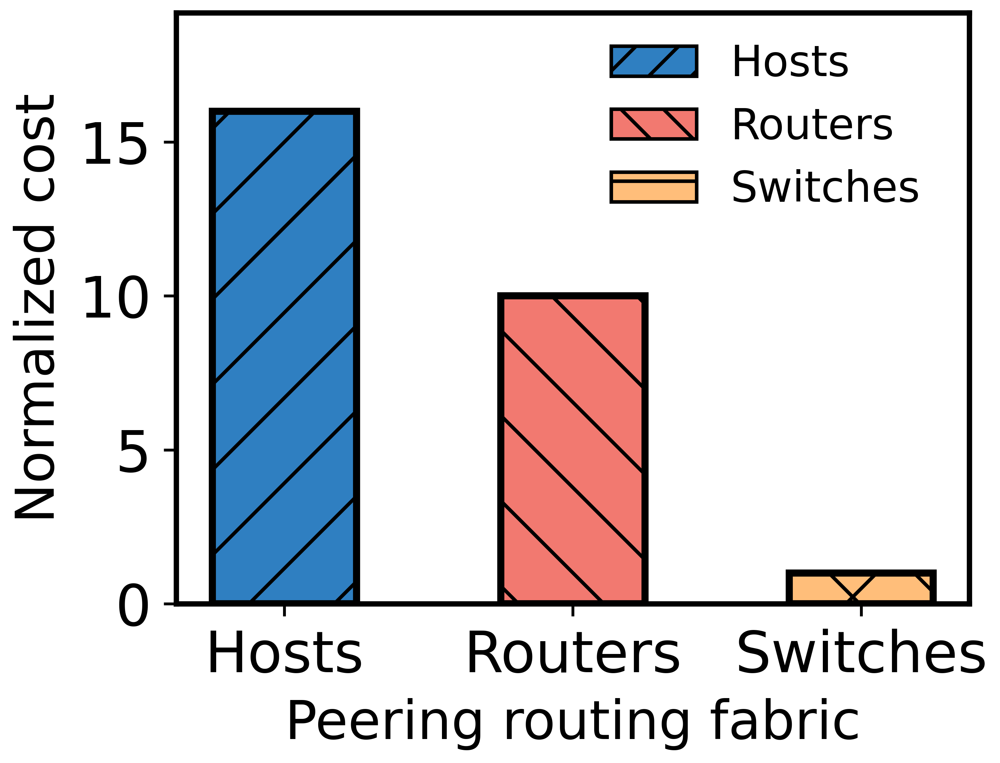 Hosts
Routers
Switches
Normalized cost
15
10
5
0
Hosts Routers Switches
Peering routing fabric